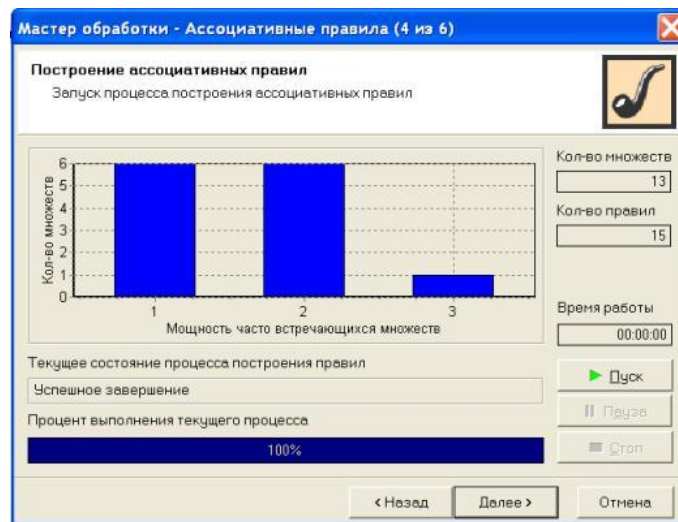 Мастер обработки - Ассоциативные правила (4 из 6)
Построение ассоциативных правил
Запуск процесса построения ассоциативных правил
Кол-во множеств
6
5
4
3
2
1
0
1
2
3
Мощность часто встречающихся множеств
Кол-во множеств
13
Кол-во правил
15
Время работы
00:00:00
Текущее состояние процесса построения правил
Успешное завершение
Процент выполнения текущего процесса
100%
Пуск
Пауза
Стоп
< Назад
Далее >
Отмена